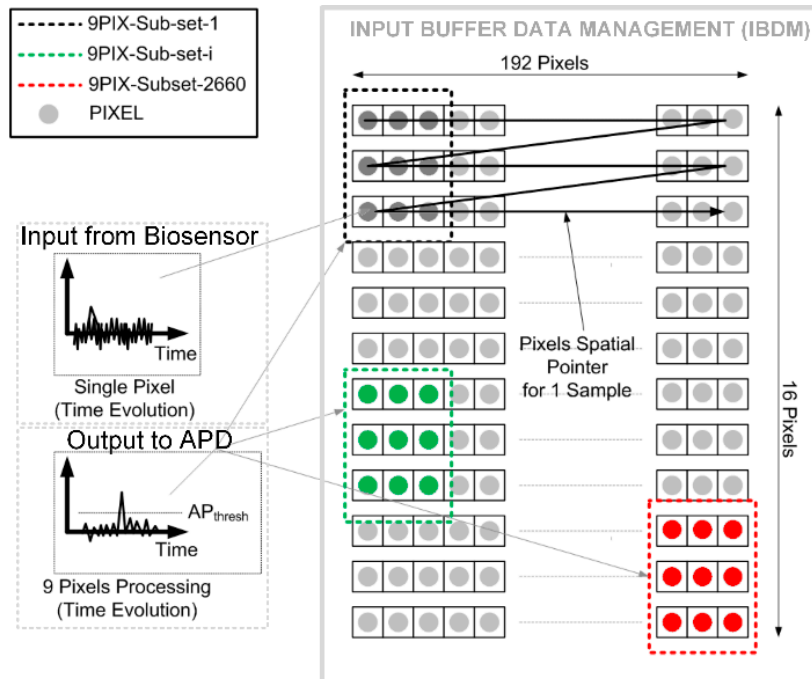 9PIX-Sub-set-1
9PIX-Sub-set-i
9PIX-Subset-2660
PIXEL
INPUT BUFFER DATA MANAGEMENT (IBDM)
192 Pixels
Input from Biosensor
Time
Single Pixel
(Time Evolution)
Output to APD
APthresh
Time
9 Pixels Processing
(Time Evolution)
Pixels Spatial
Pointer
for 1 Sample
16 Pixels